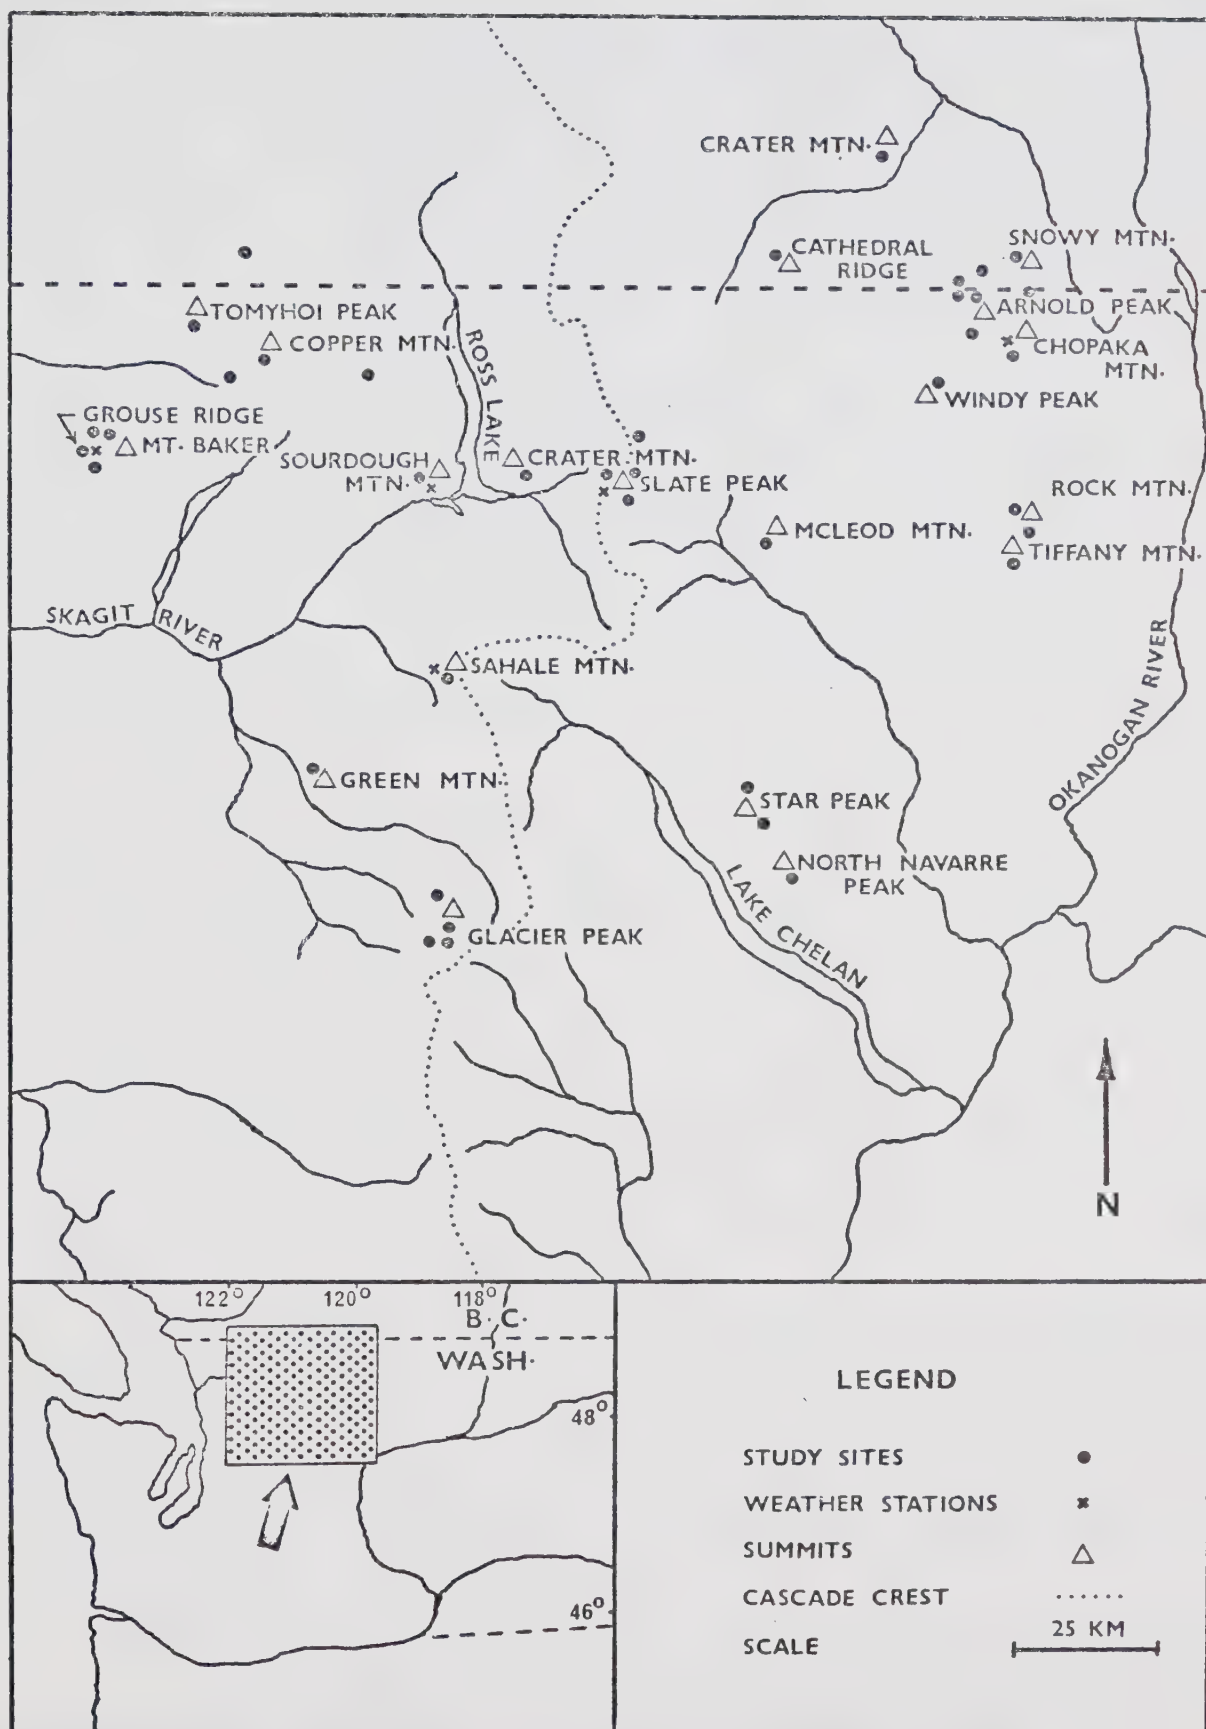 CRATER MTN.
SNOWY MTN.
CATHEDRAL
RIDGE
TOMYHOI PEAK
ARNOLD PEAK
COPPER MTN.
CHOPAKA
MTN.
ROSS LAKE
WINDY PEAK
GROUSE RIDGE
MT. BAKER
SOURDOUGH
MTN.
CRATER MTN.
SLATE PEAK
ROCK MTN.
MCLEOD MTN.
TIFFANY MTN.
SKAGIT RIVER
SAHALE MTN.
OKANOGAN RIVER
GREEN MTN.
STAR PEAK
NORTH NAVARRE
PEAK
LAKE CHELAN
GLACIER PEAK
N
122° 120° 118°
B. C.
WASH.
48°
46°
LEGEND
STUDY SITES
WEATHER STATIONS
SUMMITS
CASCADE CREST
SCALE 25 KM